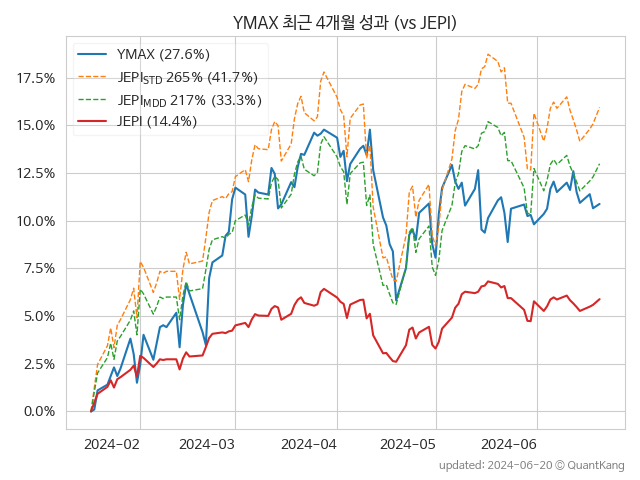 YMAX 최근 4개월 성과 (vs JEPI)
YMAX (27.6%)
JEPI_STD 265% (41.7%)
JEPI_MDD 217% (33.3%)
JEPI (14.4%)
17.5%
15.0%
12.5%
10.0%
7.5%
5.0%
2.5%
0.0%
2024-02 2024-03 2024-04 2024-05 2024-06
updated: 2024-06-20 © QuantKang